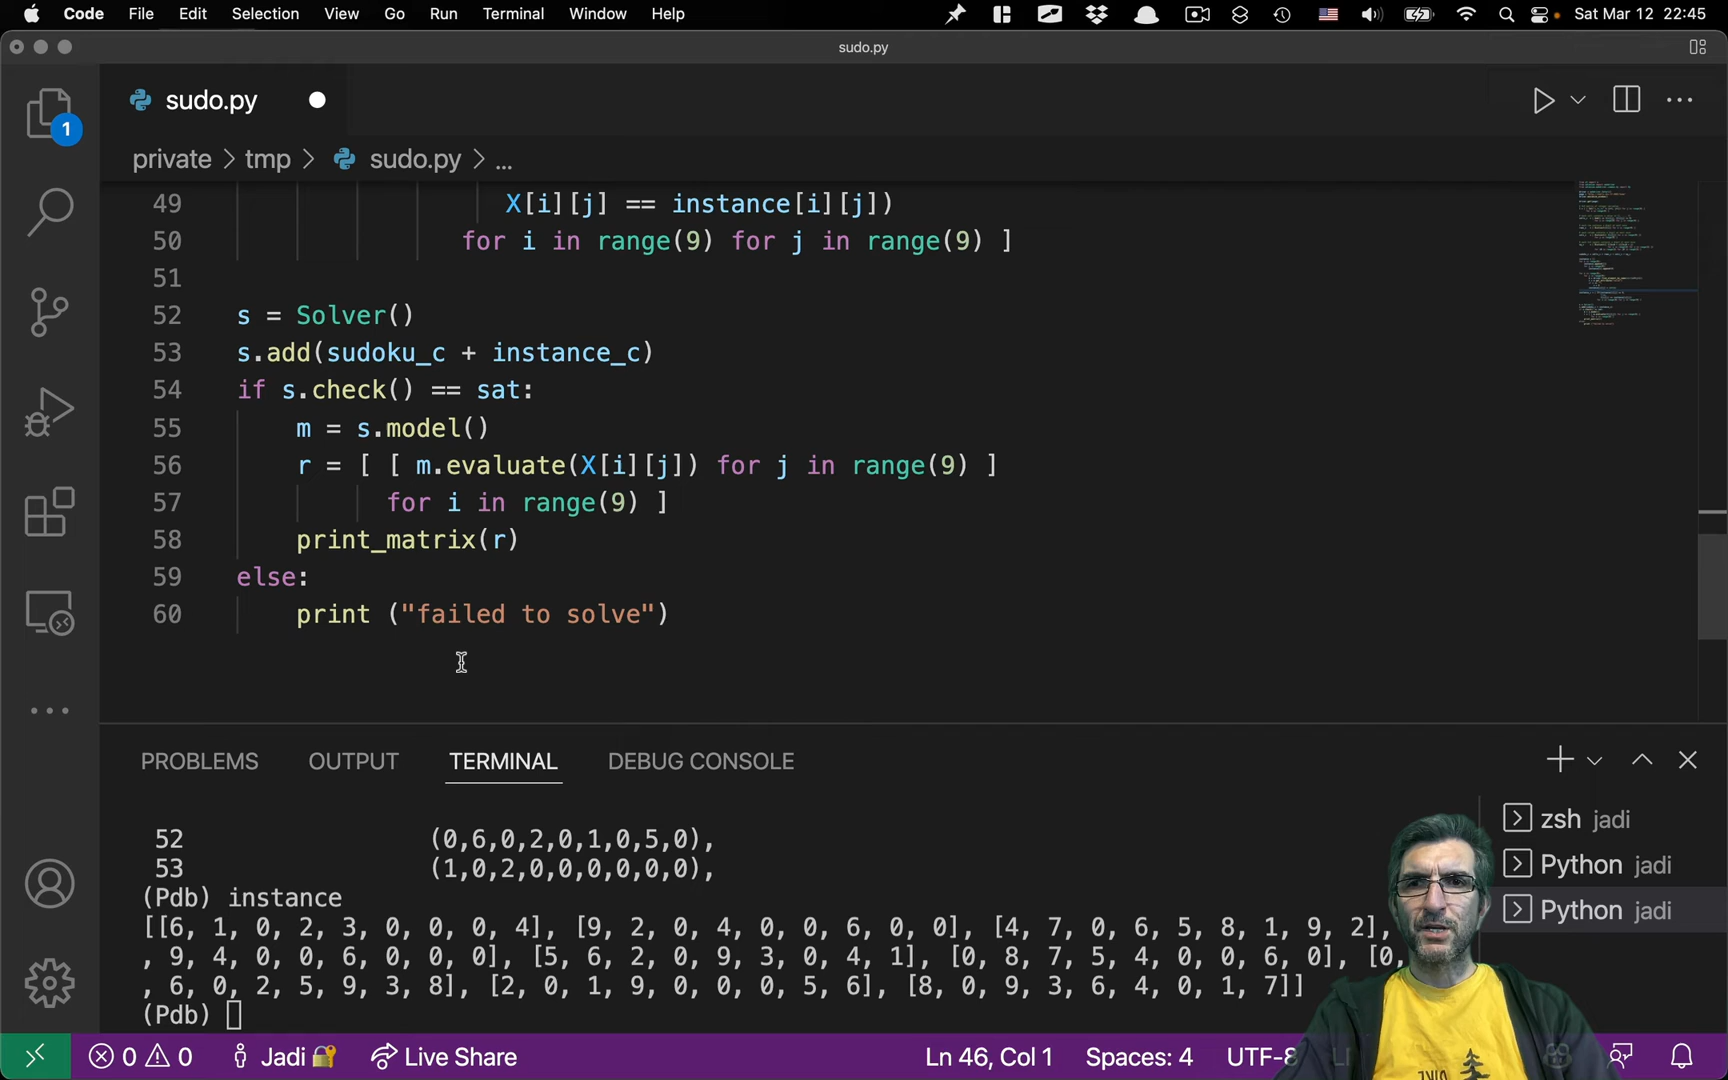 Code File Edit Selection View Go Run Terminal Window Help Sat Mar 12 22:45
sudo.py
sudo.py
private > tmp > sudo.py > ...
49 X[i][j] == instance[i][j])
50 for i in range(9) for j in range(9) ]
51
52 s = Solver()
53 s.add(sudoku_c + instance_c)
54 if s.check() == sat:
55 m = s.model()
56 r = [ [ m.evaluate(X[i][j]) for j in range(9) ]
57 for i in range(9) ]
58 print_matrix(r)
59 else:
60 print ("failed to solve")
1
PROBLEMS OUTPUT TERMINAL DEBUG CONSOLE
52 (0,6,0,2,0,1,0,5,0),
53 (1,0,2,0,0,0,0,0,0),
(Pdb) instance
[[6, 1, 0, 2, 3, 0, 0, 0, 4], [9, 2, 0, 4, 0, 0, 6, 0, 0], [4, 7, 0, 6, 5, 8, 1, 9, 2],
, 9, 4, 0, 0, 6, 0, 0, 0], [5, 6, 2, 0, 9, 3, 0, 4, 1], [0, 8, 7, 5, 4, 0, 0, 6, 0], [0,
, 6, 0, 2, 5, 9, 3, 8], [2, 0, 1, 9, 0, 0, 0, 5, 6], [8, 0, 9, 3, 6, 4, 0, 1, 7]]
(Pdb)
zsh jadi
Python jadi
Python jadi
0 0 Jadi Live Share Ln 46, Col 1 Spaces: 4 UTF-8